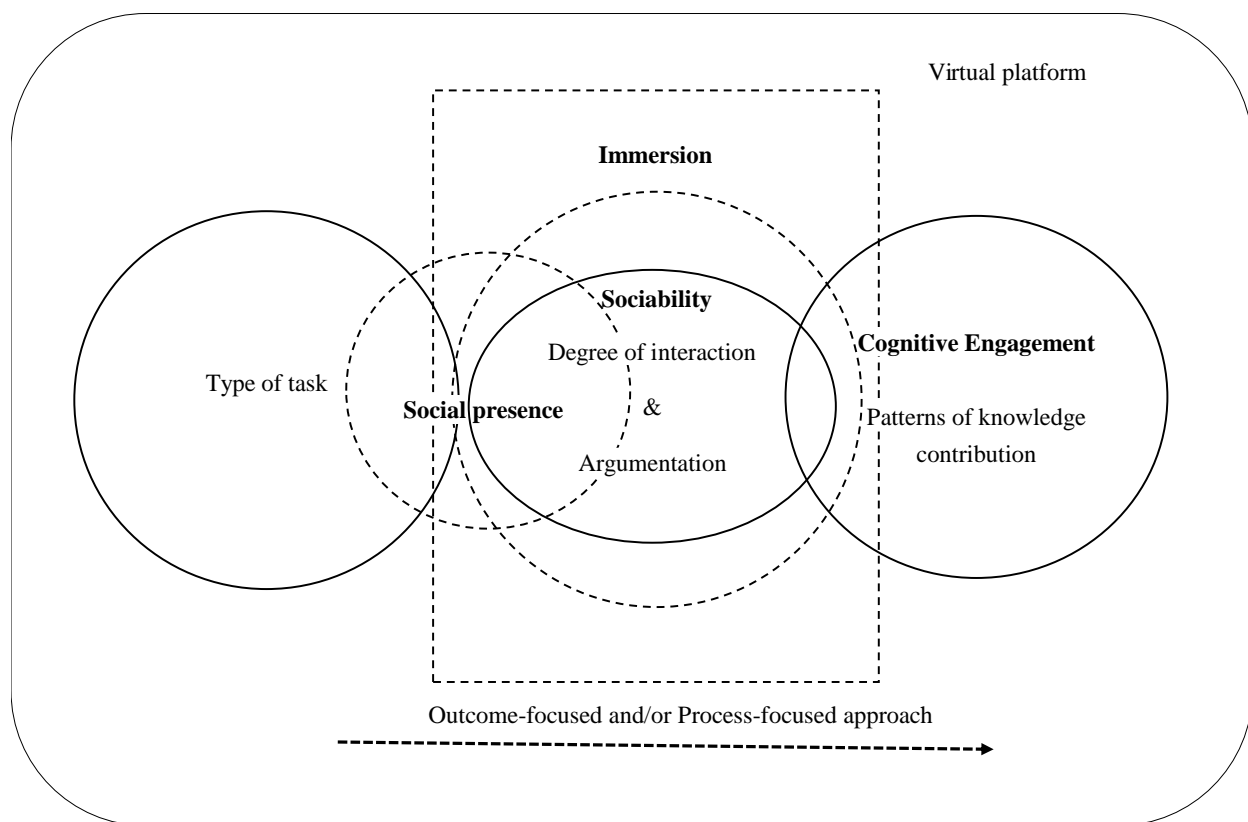 Virtual platform
Immersion
Sociability
Degree of interaction
Cognitive Engagement
Type of task
Social presence
&
Patterns of knowledge
contribution
Argumentation
Outcome-focused and/or Process-focused approach